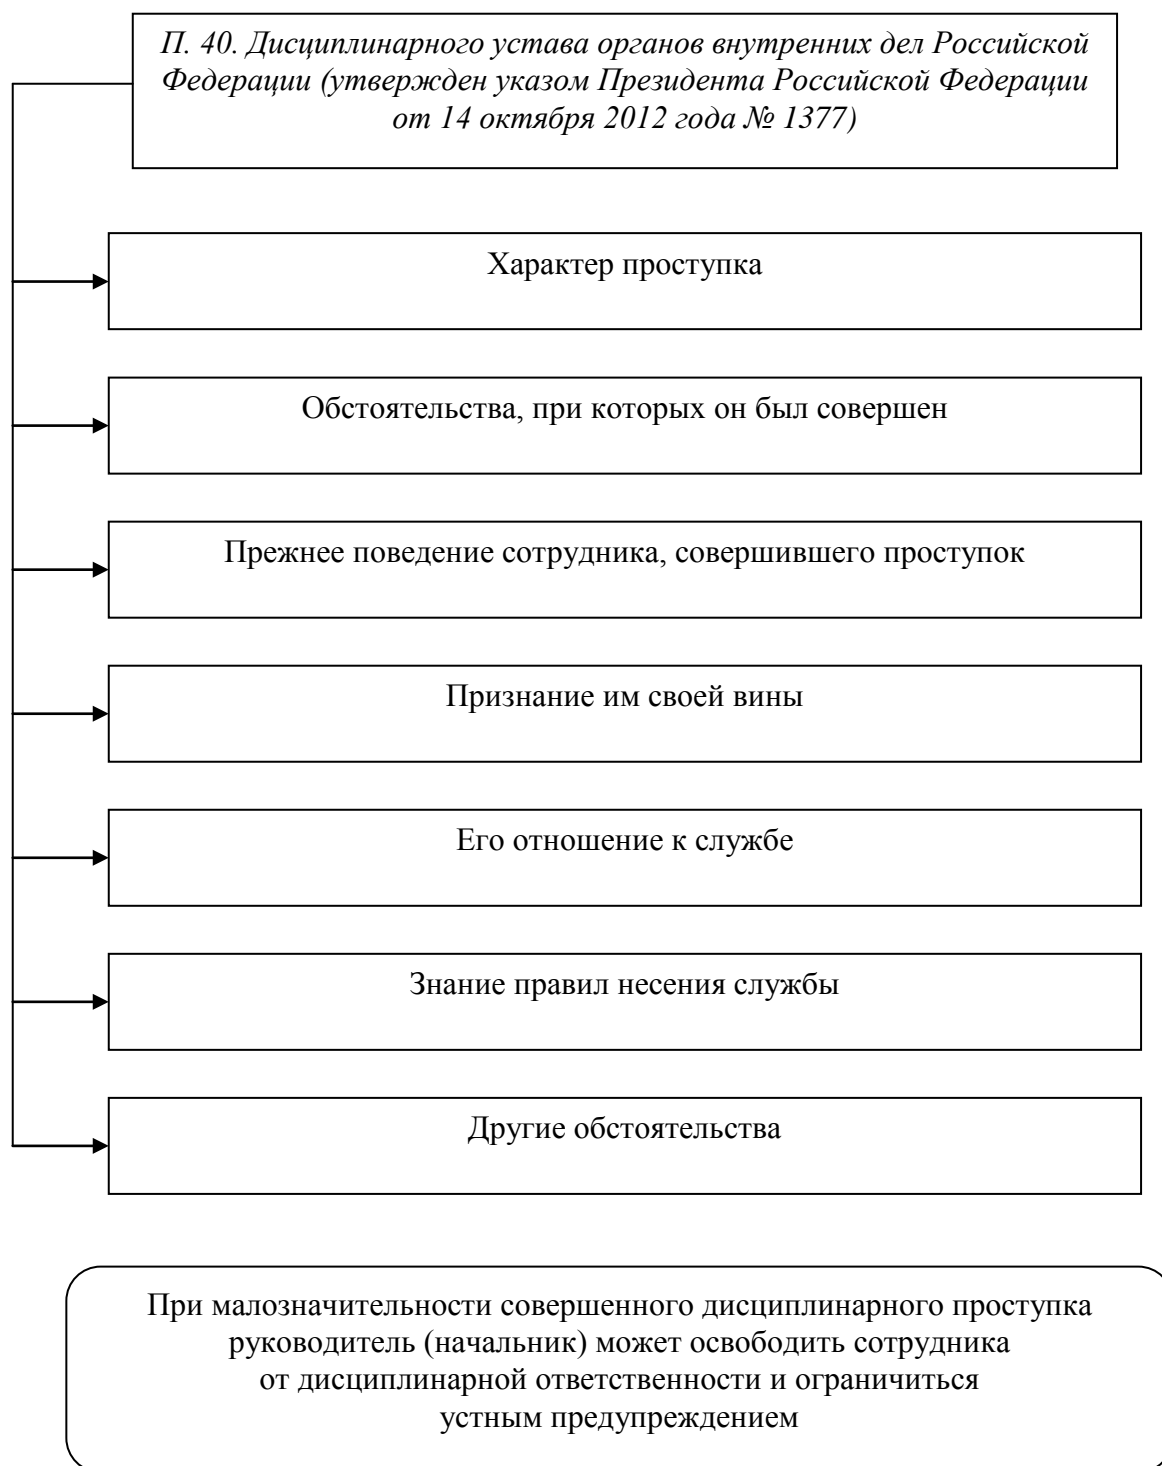 П. 40. Дисциплинарного устава органов внутренних дел Российской
Федерации (утвержден указом Президента Российской Федерации
от 14 октября 2012 года № 1377)
Характер проступка
Обстоятельства, при которых он был совершен
Прежнее поведение сотрудника, совершившего проступок
Признание им своей вины
Его отношение к службе
Знание правил несения службы
Другие обстоятельства
При малозначительности совершенного дисциплинарного проступка
руководитель (начальник) может освободить сотрудника
от дисциплинарной ответственности и ограничиться
устным предупреждением